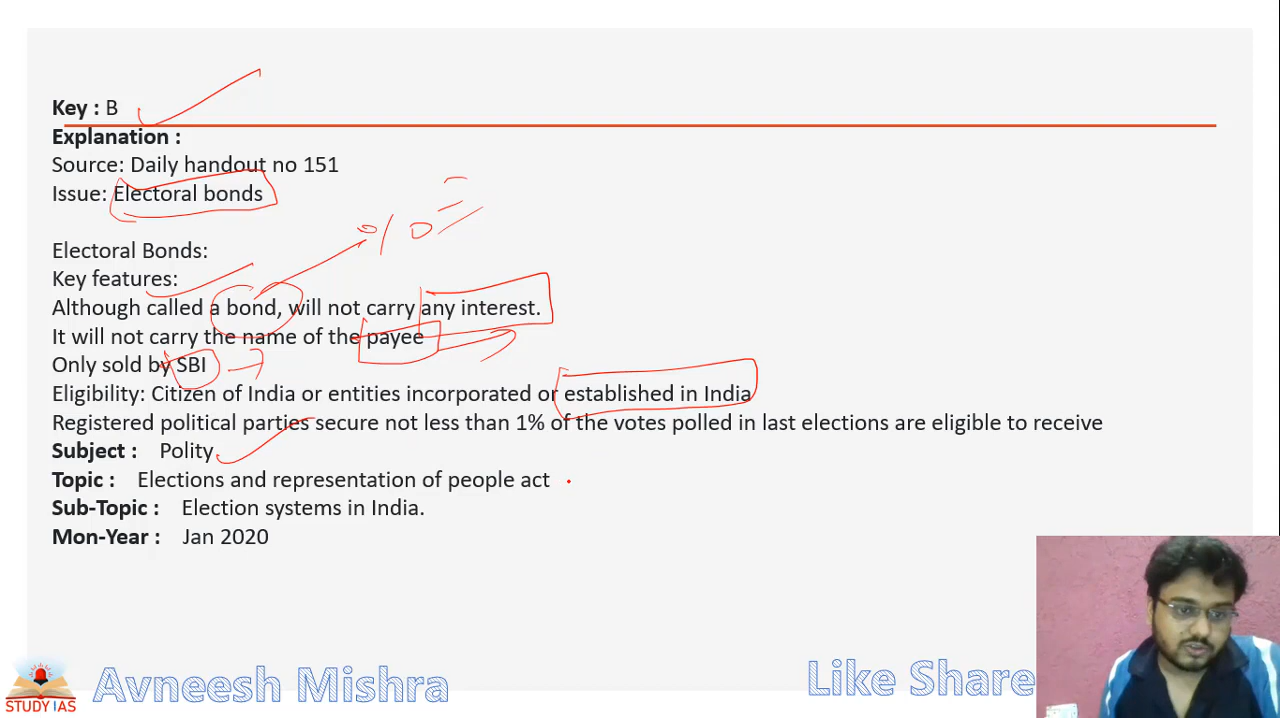 Key : B
Explanation :
Source: Daily handout no 151
Issue: Electoral bonds
Electoral Bonds:
Key features:
Although called a bond, will not carry any interest.
It will not carry the name of the payee
Only sold by SBI
Eligibility: Citizen of India or entities incorporated or established in India
Registered political parties secure not less than 1% of the votes polled in last elections are eligible to receive
Subject : Polity
Topic : Elections and representation of people act
Sub-Topic : Election systems in India.
Mon-Year : Jan 2020
STUDY IAS
Avneesh Mishra
Like Share